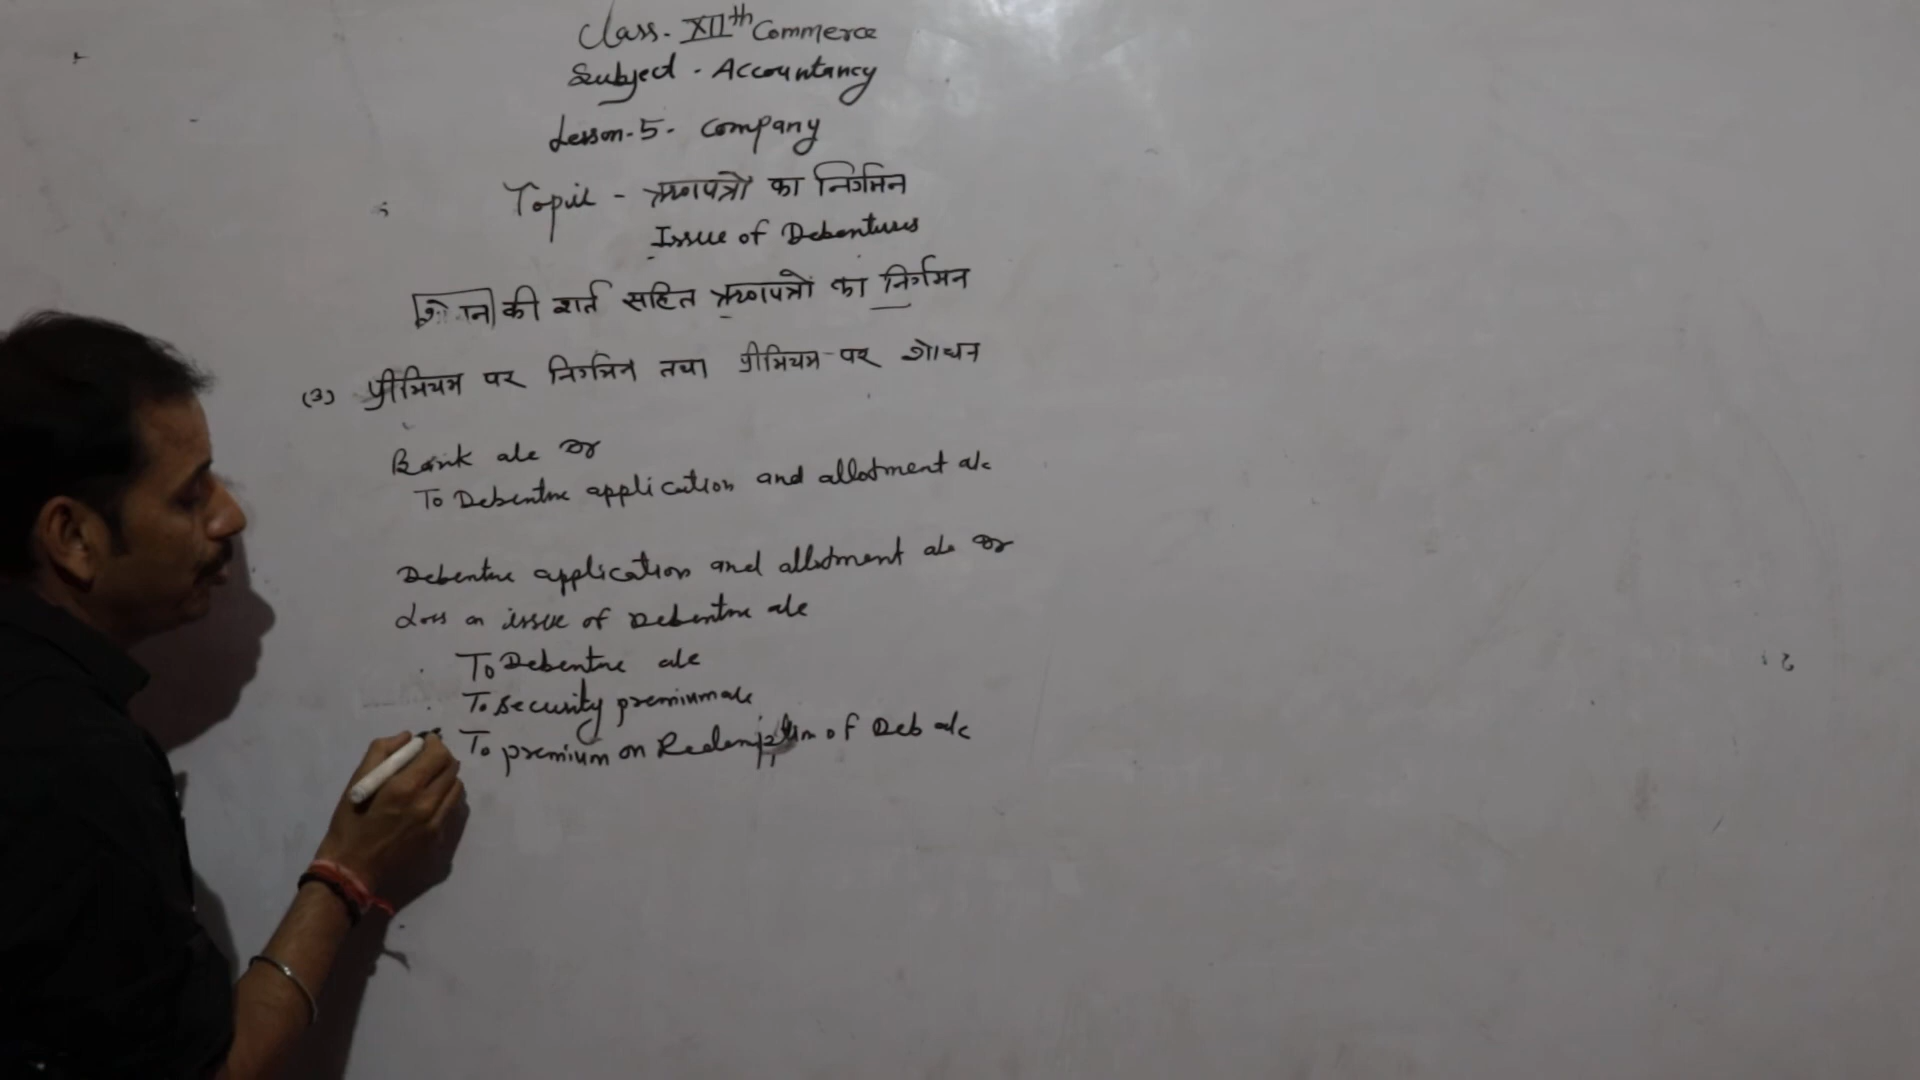 Class- XIIth Commerce
Subject - Accountancy
Lesson-5- Company
Topic - ऋणपत्रों का निर्गमन
Issue of Debentures
की शर्त सहित ऋणपत्रों का निर्गमन
(3) प्रीमियम पर निर्गमन तथा प्रीमियम पर शोधन
Bank a/c Dr
To Debenture application and allotment a/c
Debenture application and allotment a/c Dr
Loss on issue of Debenture a/c
To Debenture a/c
To security premium a/c
To premium on Redemption of Deb a/c